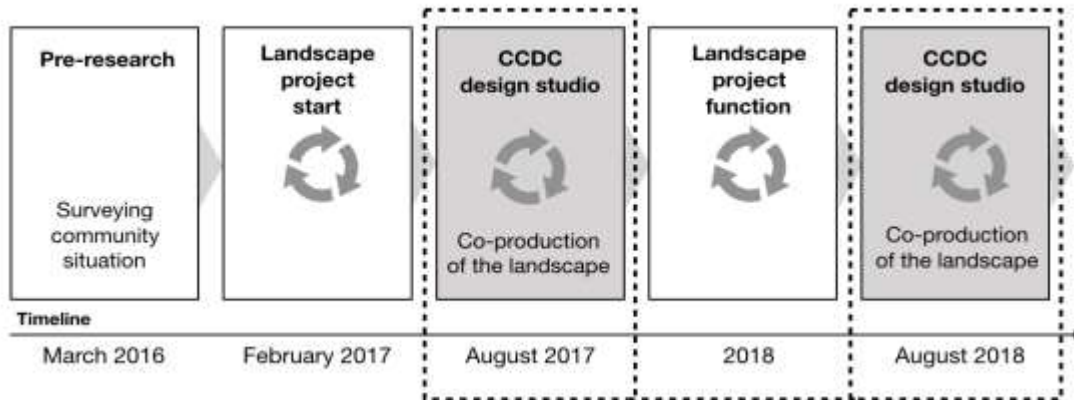 Pre-research
Surveying
community
situation
Landscape
project
start
CCDC
design studio
Co-production
of the landscape
Landscape
project
function
CCDC
design studio
Co-production
of the landscape
Timeline
March 2016
February 2017
August 2017
2018
August 2018